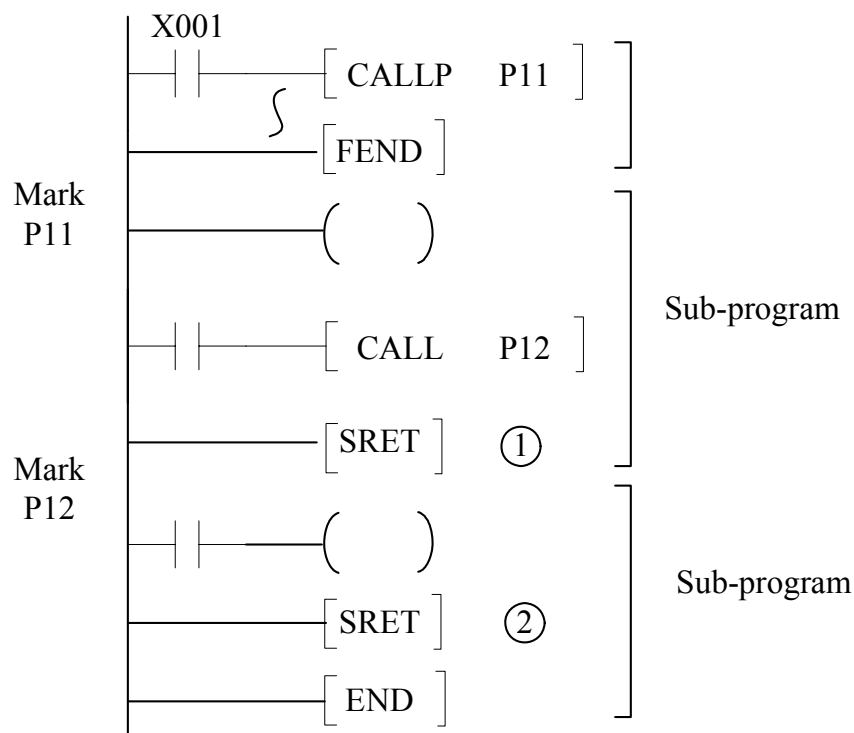 X001
CALLP P11
FEND
Mark
P11
Sub-program
CALL P12
SRET ①
Mark
P12
Sub-program
SRET ②
END